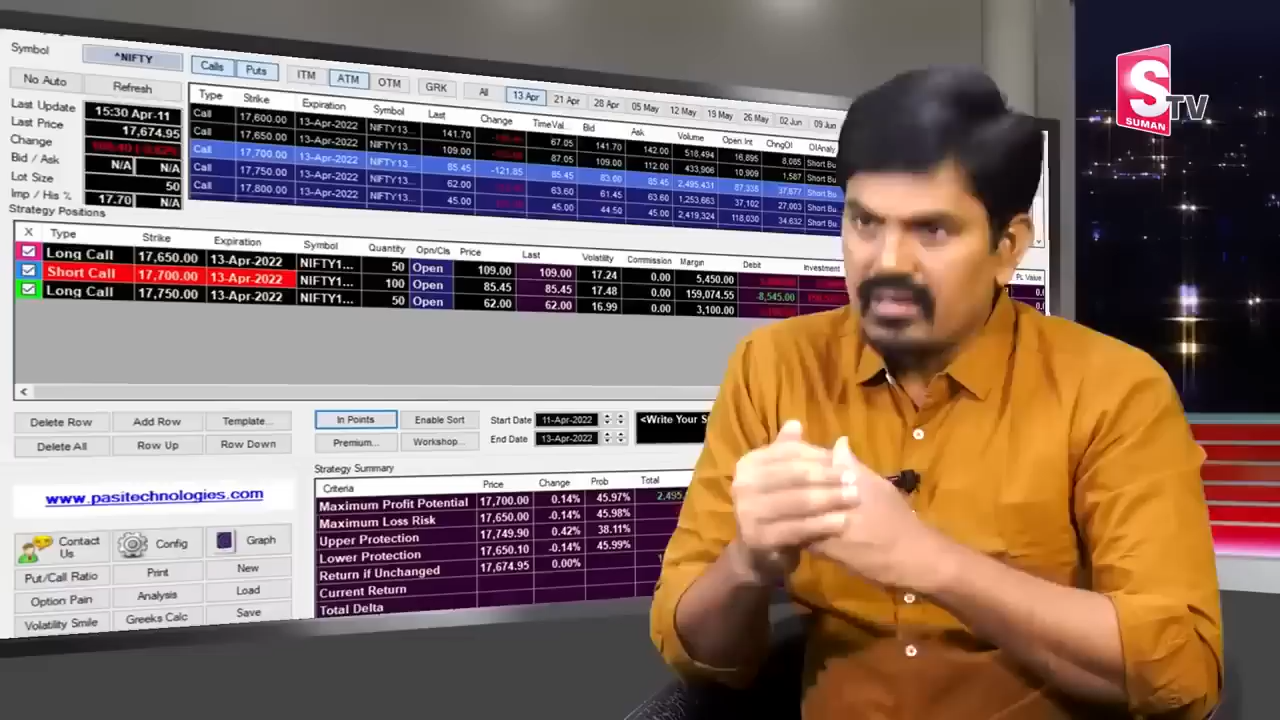 S
TV
SUMAN
Symbol ^NIFTY Calls Puts ITM ATM OTM GRK All 13 Apr 21 Apr 28 Apr 05 May 12 May 19 May 26 May 02 Jun 09 Jun
No Auto Refresh
Last Update 15:30 Apr-11
Last Price 17,674.95
Change
Bid / Ask N/A N/A
Lot Size 50
Imp / His % 17.70 N/A
Type Strike Expiration Symbol Last Change TimeVal... Bid Ask Volume Open Int ChngOI OIAnaly
Call 17,600.00 13-Apr-2022 NIFTY13... 141.70 67.05 141.70 142.00 518,494 16,895 8,085 Short Bu
Call 17,650.00 13-Apr-2022 NIFTY13... 109.00 87.05 109.00 112.00 433,906 10,909 1,587 Short Bu
Call 17,700.00 13-Apr-2022 NIFTY13... 85.45 -121.85 85.45 83.60 85.45 2,495,431 87,338 37,677 Short Bu
Call 17,750.00 13-Apr-2022 NIFTY13... 62.00 63.60 61.45 63.60 1,253,663 37,102 27,003 Short Bu
Call 17,800.00 13-Apr-2022 NIFTY13... 45.00 45.00 44.50 45.00 2,419,324 118,030 34,632 Short Bu
Strategy Positions
X Type Strike Expiration Symbol Quantity Opn/Cls Price Last Volatility Commission Margin Debit Investment PL Value
Long Call 17,650.00 13-Apr-2022 NIFTY1... 50 Open 109.00 109.00 17.24 0.00 5,450.00
Short Call 17,700.00 13-Apr-2022 NIFTY1... 100 Open 85.45 85.45 17.48 0.00 159,074.55 -8,545.00
Long Call 17,750.00 13-Apr-2022 NIFTY1... 50 Open 62.00 62.00 16.99 0.00 3,100.00
Delete Row Add Row Template... In Points Enable Sort Start Date 11-Apr-2022 <Write Your S
Delete All Row Up Row Down Premium... Workshop... End Date 13-Apr-2022
Strategy Summary
Criteria Price Change Prob Total
Maximum Profit Potential 17,700.00 0.14% 45.97% 2,495
Maximum Loss Risk 17,650.00 -0.14% 45.98%
Upper Protection 17,749.90 0.42% 38.11%
Lower Protection 17,650.10 -0.14% 45.99%
Return if Unchanged 17,674.95 0.00%
Current Return
Total Delta
www.pasitechnologies.com
Contact Us Config Graph
Put/Call Ratio Print New
Option Pain Analysis Load
Volatility Smile Greeks Calc Save